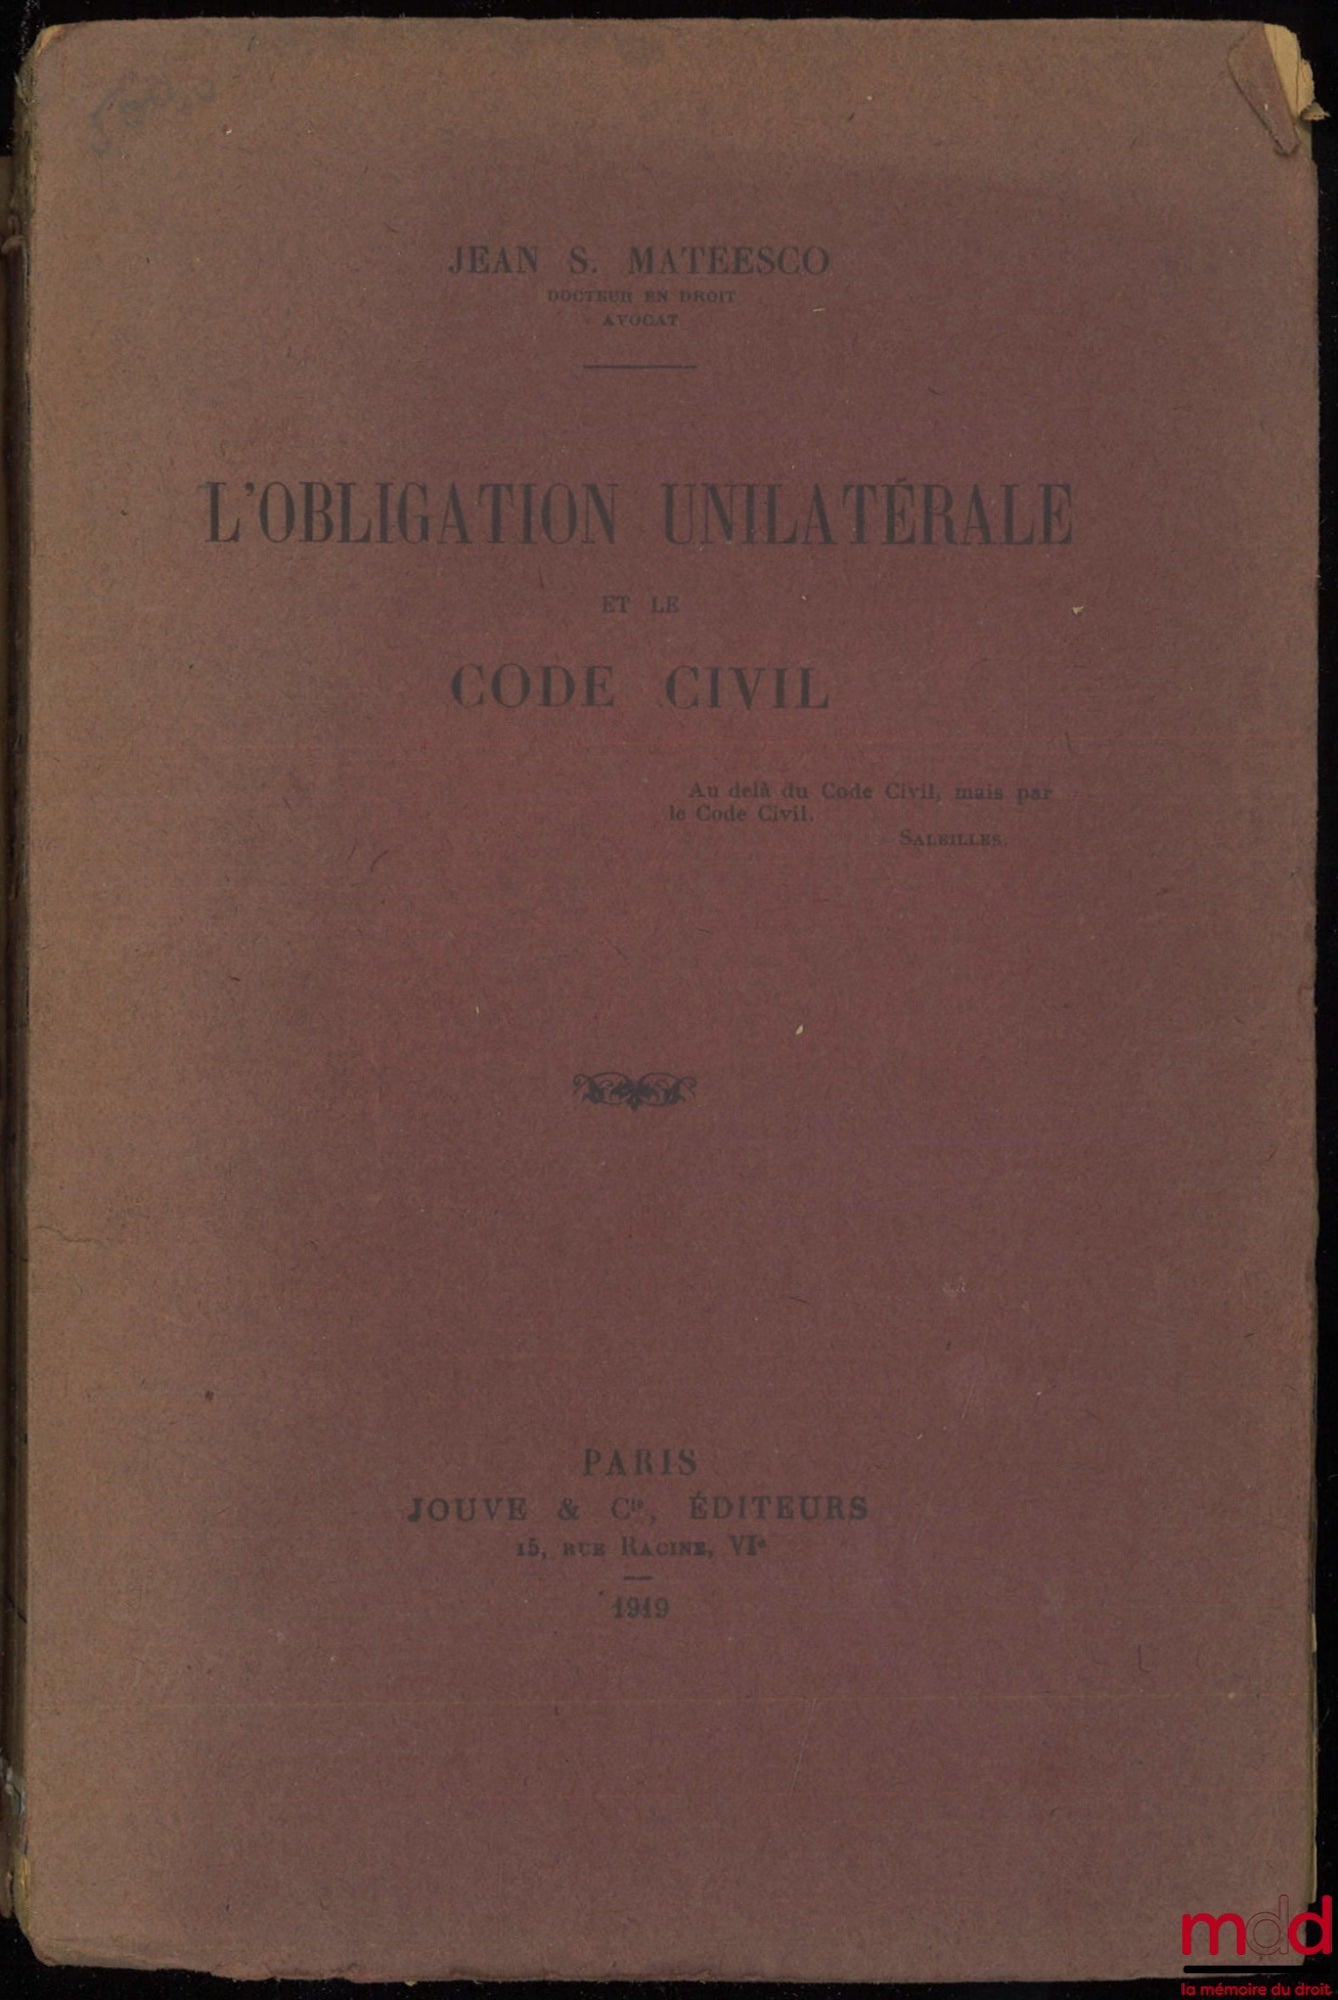 JEAN S. MATEESCO
DOCTEUR EN DROIT
AVOCAT
L'OBLIGATION UNILATÉRALE
ET LE
CODE CIVIL
Au delà du Code Civil, mais par
le Code Civil.
SALEILLES.
PARIS
JOUVE & Cie, ÉDITEURS
15, RUE RACINE, VIe
1919
mdd
la mémoire du droit